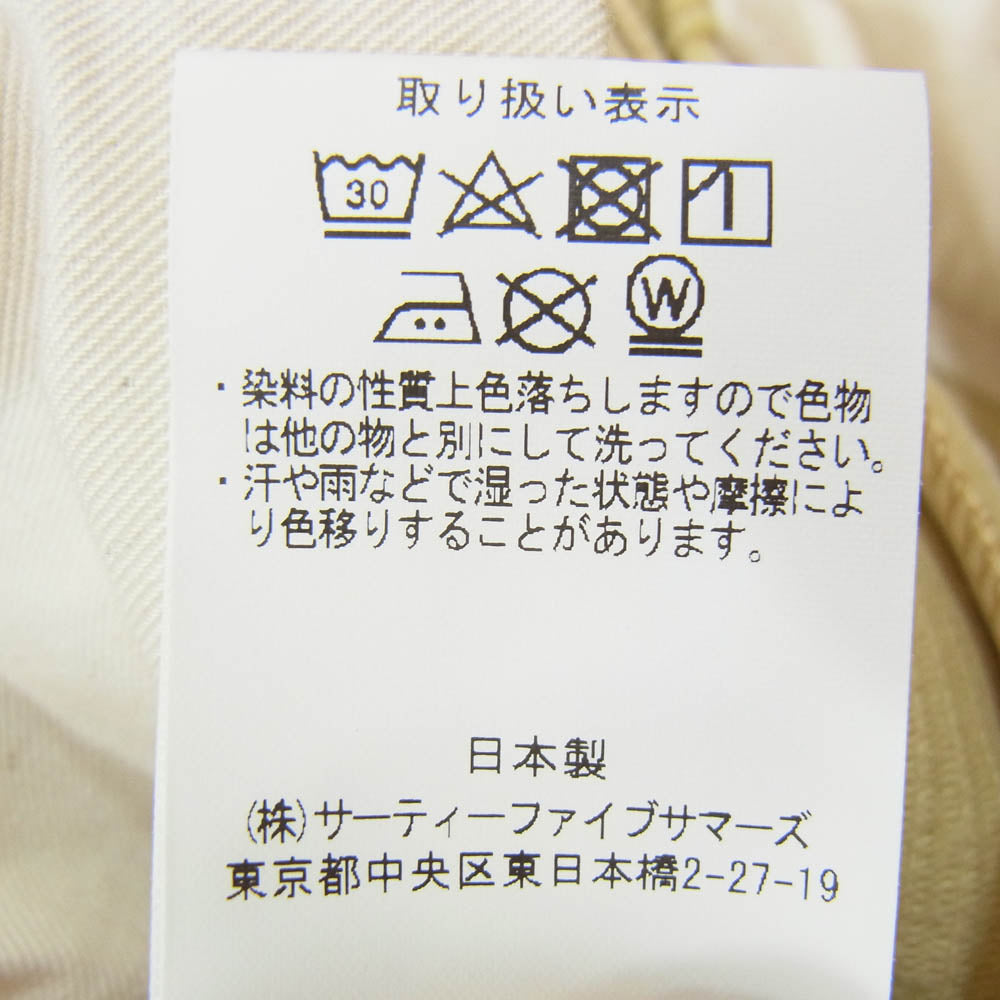 取り扱い表示
30
W
・染料の性質上色落ちしますので色物
は他の物と別にして洗ってください。
・汗や雨などで湿った状態や摩擦によ
り色移りすることがあります。
日本製
(株)サーティーファイブサマーズ
東京都中央区東日本橋2-27-19